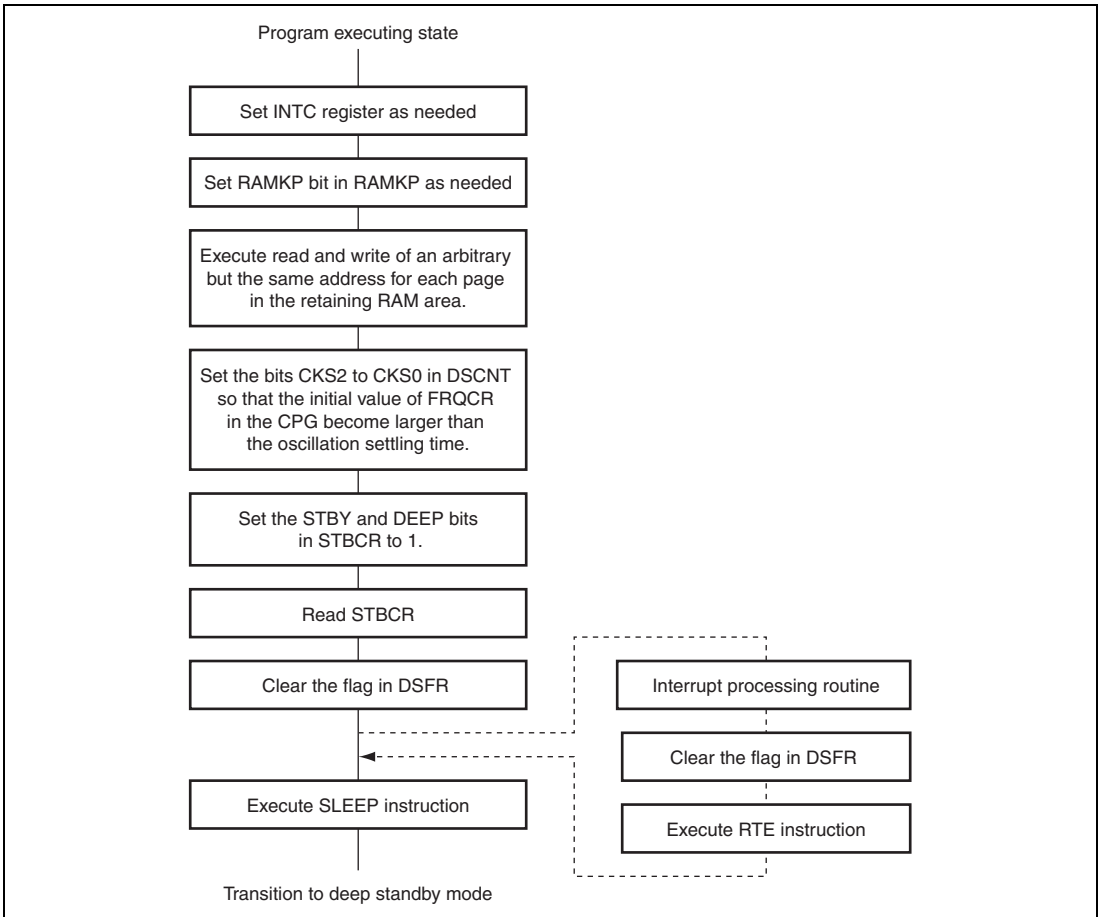 Program executing state
Set INTC register as needed
Set RAMKP bit in RAMKP as needed
Execute read and write of an arbitrary
but the same address for each page
in the retaining RAM area.
Set the bits CKS2 to CKS0 in DSCNT
so that the initial value of FRQCR
in the CPG become larger than
the oscillation settling time.
Set the STBY and DEEP bits
in STBCR to 1.
Read STBCR
Clear the flag in DSFR
Interrupt processing routine
Clear the flag in DSFR
Execute RTE instruction
Execute SLEEP instruction
Transition to deep standby mode